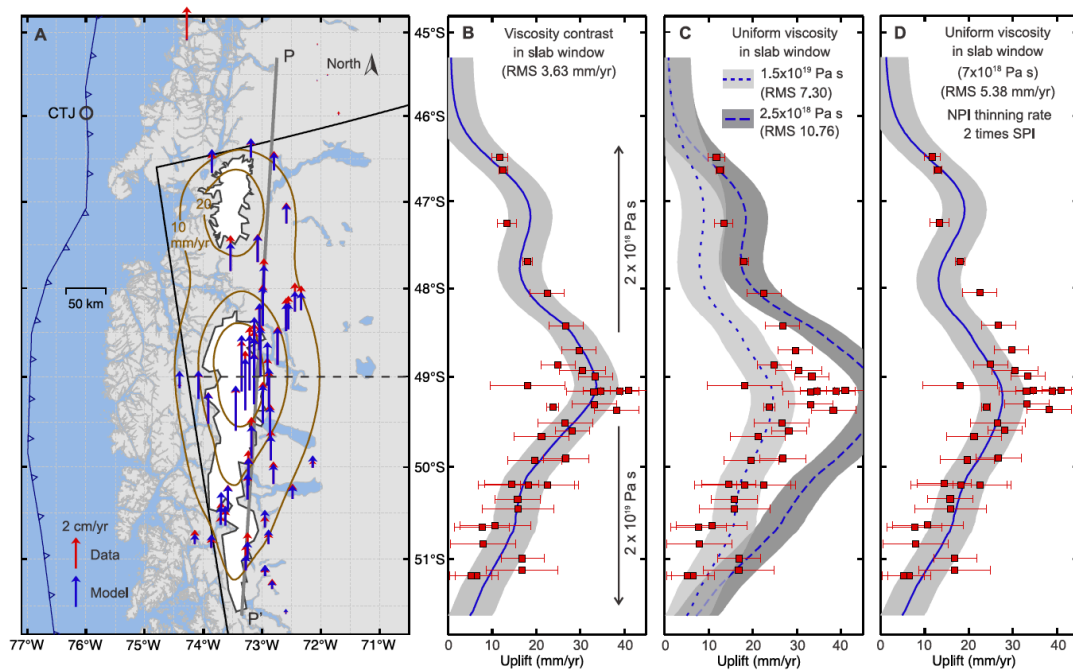 A
P
North
CTJ
20
10
mm/yr
50 km
2 cm/yr
Data
Model
P'
77°W
76°W
75°W
74°W
73°W
72°W
71°W
45°S
46°S
47°S
48°S
49°S
50°S
51°S
B
Viscosity contrast
in slab window
(RMS 3.63 mm/yr)
2 x 10¹⁸ Pa s
2 x 10¹⁹ Pa s
0 10 20 30 40
Uplift (mm/yr)
C
Uniform viscosity
in slab window
1.5x10¹⁹ Pa s
(RMS 7.30)
2.5x10¹⁸ Pa s
(RMS 10.76)
0 10 20 30 40
Uplift (mm/yr)
D
Uniform viscosity
in slab window
(7x10¹⁸ Pa s)
(RMS 5.38 mm/yr)
NPI thinning rate
2 times SPI
0 10 20 30 40
Uplift (mm/yr)